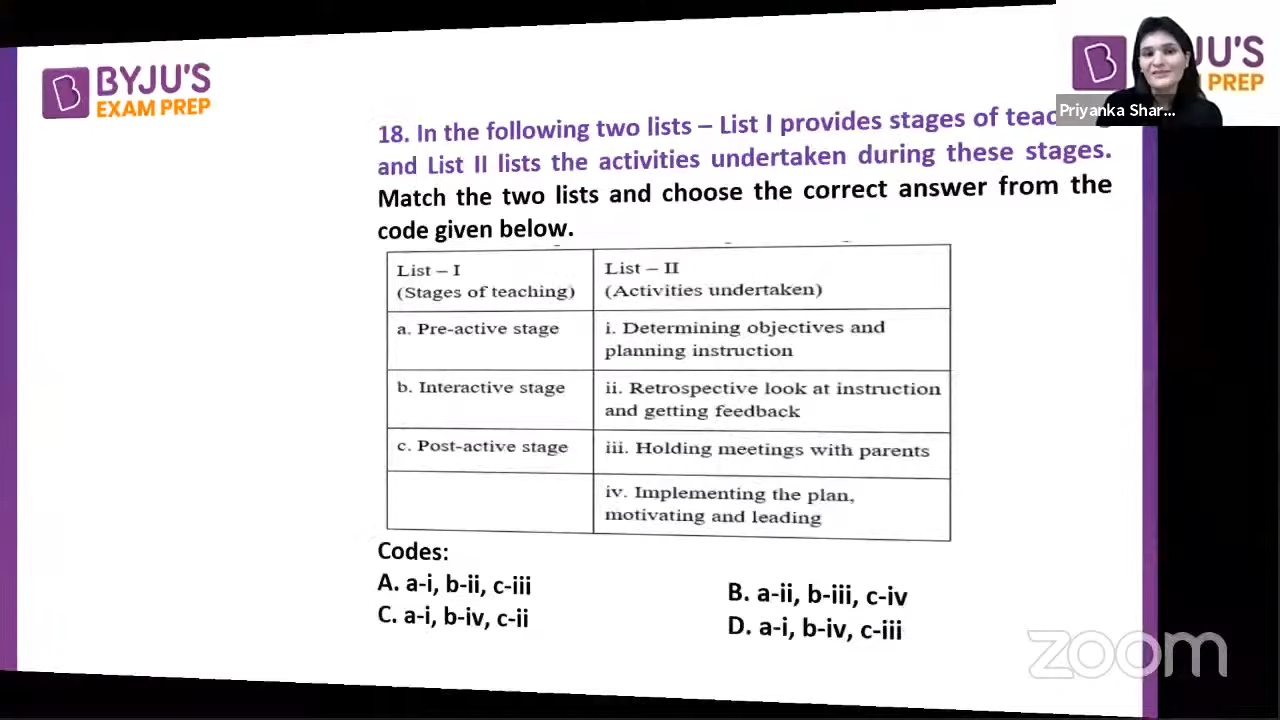 BYJU'S
EXAM PREP
U'S
PREP
Priyanka Shar...
18. In the following two lists – List I provides stages of
and List II lists the activities undertaken during these stages.
Match the two lists and choose the correct answer from the
code given below.
List – I
(Stages of teaching)
List – II
(Activities undertaken)
a. Pre-active stage
i. Determining objectives and
planning instruction
b. Interactive stage
ii. Retrospective look at instruction
and getting feedback
c. Post-active stage
iii. Holding meetings with parents
iv. Implementing the plan,
motivating and leading
Codes:
A. a-i, b-ii, c-iii
B. a-ii, b-iii, c-iv
C. a-i, b-iv, c-ii
D. a-i, b-iv, c-iii
zoom